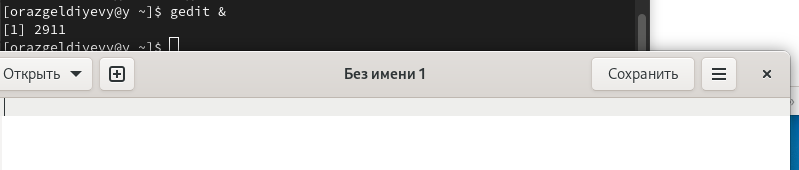 [orazgeldiyevy@y ~]$ gedit &
[1] 2911
[orazgeldiyevy@y ~]$
Открыть Без имени 1 Сохранить